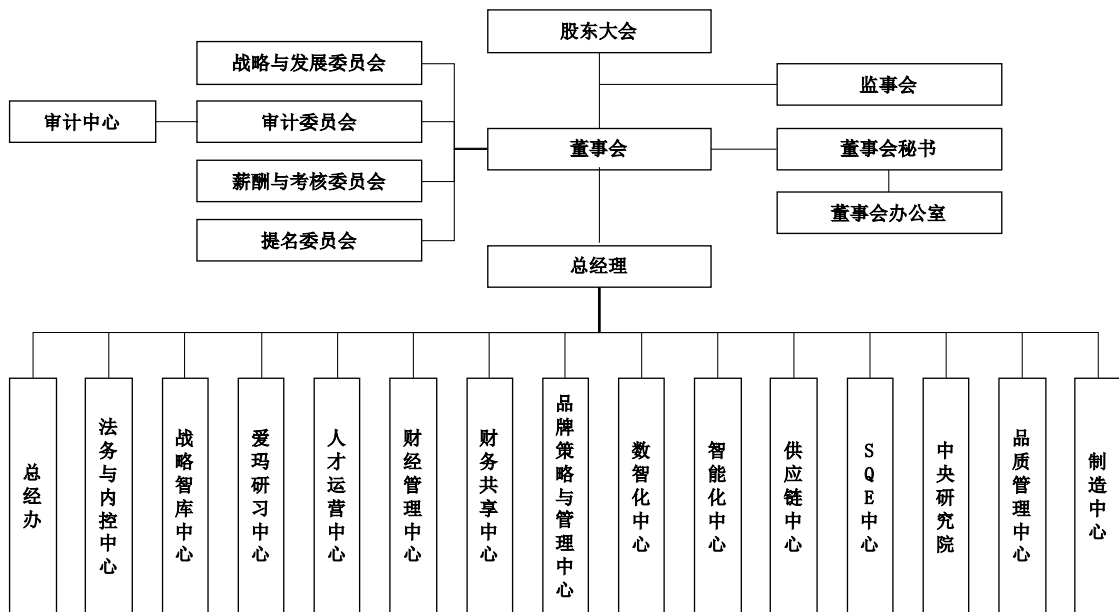 股东大会
战略与发展委员会
监事会
审计中心
审计委员会
董事会
董事会秘书
薪酬与考核委员会
董事会办公室
提名委员会
总经理
总经办
法务与内控中心
战略智库中心
爱玛研习中心
人才运营中心
财经管理中心
财务共享中心
品牌策略与管理中心
数智化中心
智能化中心
供应链中心
SQE中心
中央研究院
品质管理中心
制造中心